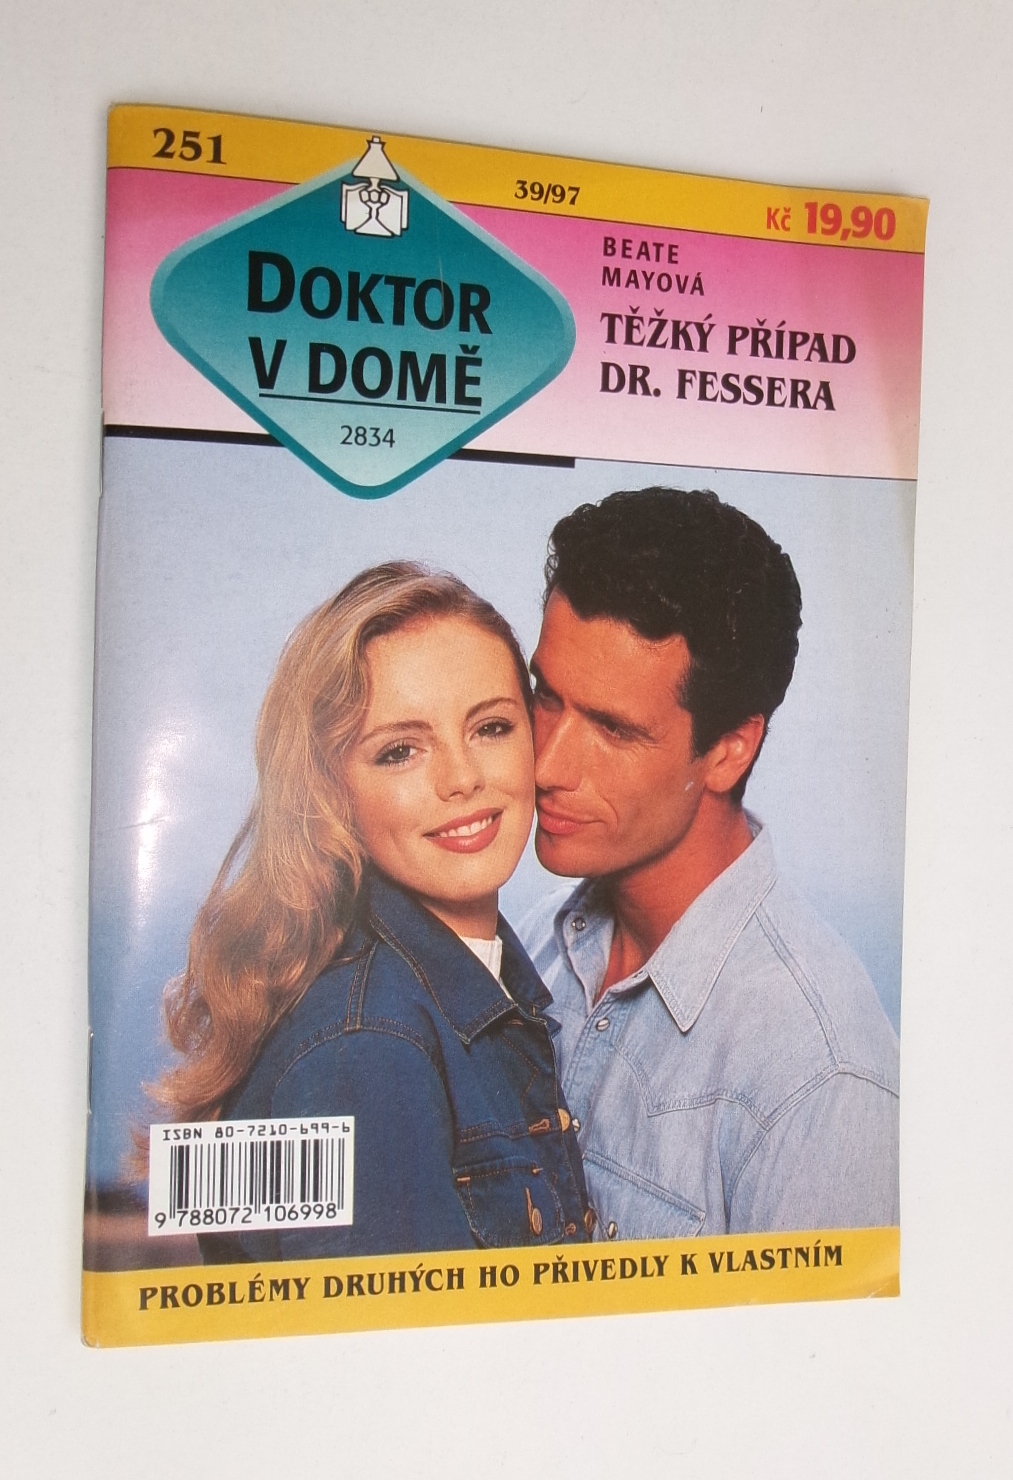 251
39/97
Kč 19,90
DOKTOR
V DOMĚ
2834
BEATE
MAYOVÁ
TĚŽKÝ PŘÍPAD
DR. FESSERA
ISBN 80-7210-699-6
9 788072 106998
PROBLÉMY DRUHÝCH HO PŘIVEDLY K VLASTNÍM